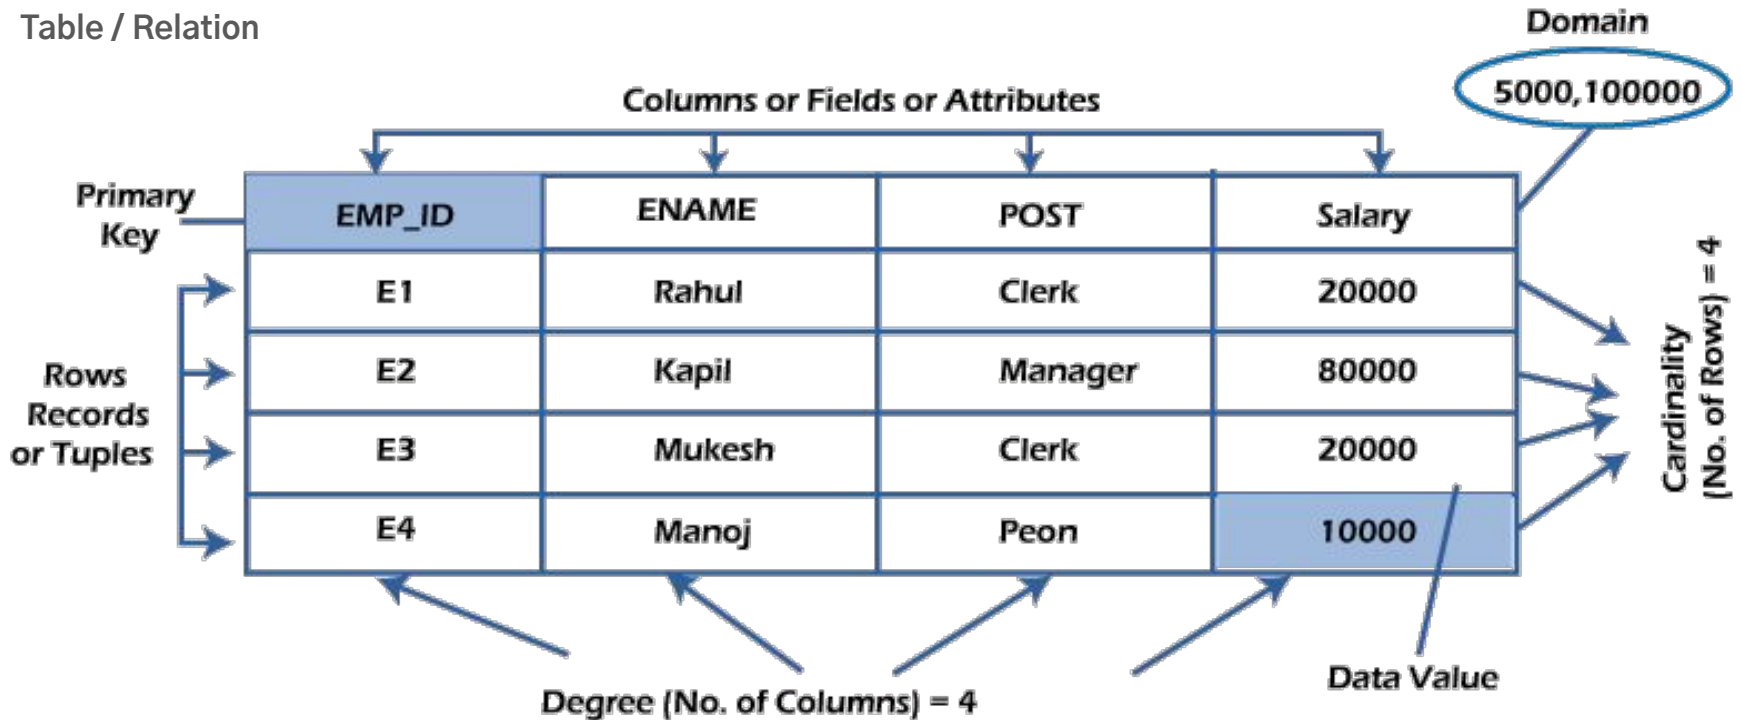 Table / Relation
Domain
5000,100000
Columns or Fields or Attributes
Primary
Key
EMP_ID ENAME POST Salary
E1 Rahul Clerk 20000
E2 Kapil Manager 80000
E3 Mukesh Clerk 20000
E4 Manoj Peon 10000
Rows
Records
or Tuples
Cardinality
(No. of Rows) = 4
Degree (No. of Columns) = 4
Data Value